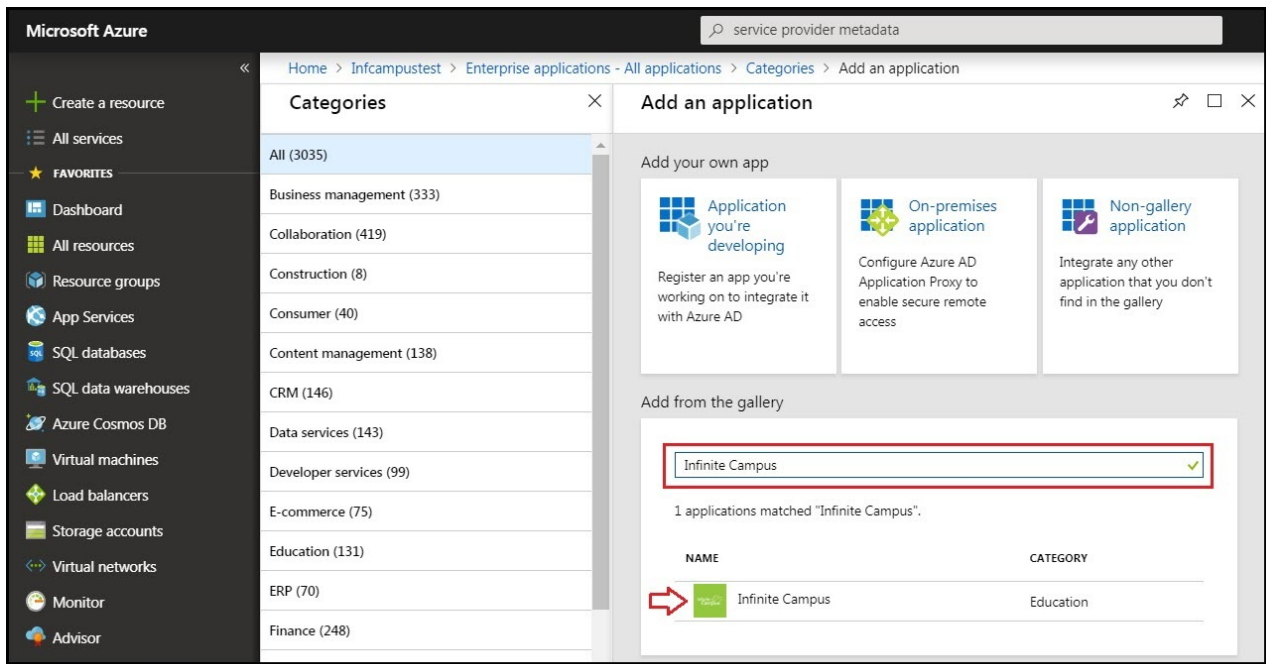 Microsoft Azure
service provider metadata
«
Home > Infcampustest > Enterprise applications - All applications > Categories > Add an application
Create a resource
All services
FAVORITES
Dashboard
All resources
Resource groups
App Services
SQL databases
SQL data warehouses
Azure Cosmos DB
Virtual machines
Load balancers
Storage accounts
Virtual networks
Monitor
Advisor
Categories
All (3035)
Business management (333)
Collaboration (419)
Construction (8)
Consumer (40)
Content management (138)
CRM (146)
Data services (143)
Developer services (99)
E-commerce (75)
Education (131)
ERP (70)
Finance (248)
Add an application
Add your own app
Application
you're
developing
Register an app you're
working on to integrate it
with Azure AD
On-premises
application
Configure Azure AD
Application Proxy to
enable secure remote
access
Non-gallery
application
Integrate any other
application that you don't
find in the gallery
Add from the gallery
Infinite Campus
1 applications matched "Infinite Campus".
NAME CATEGORY
Infinite Campus Education